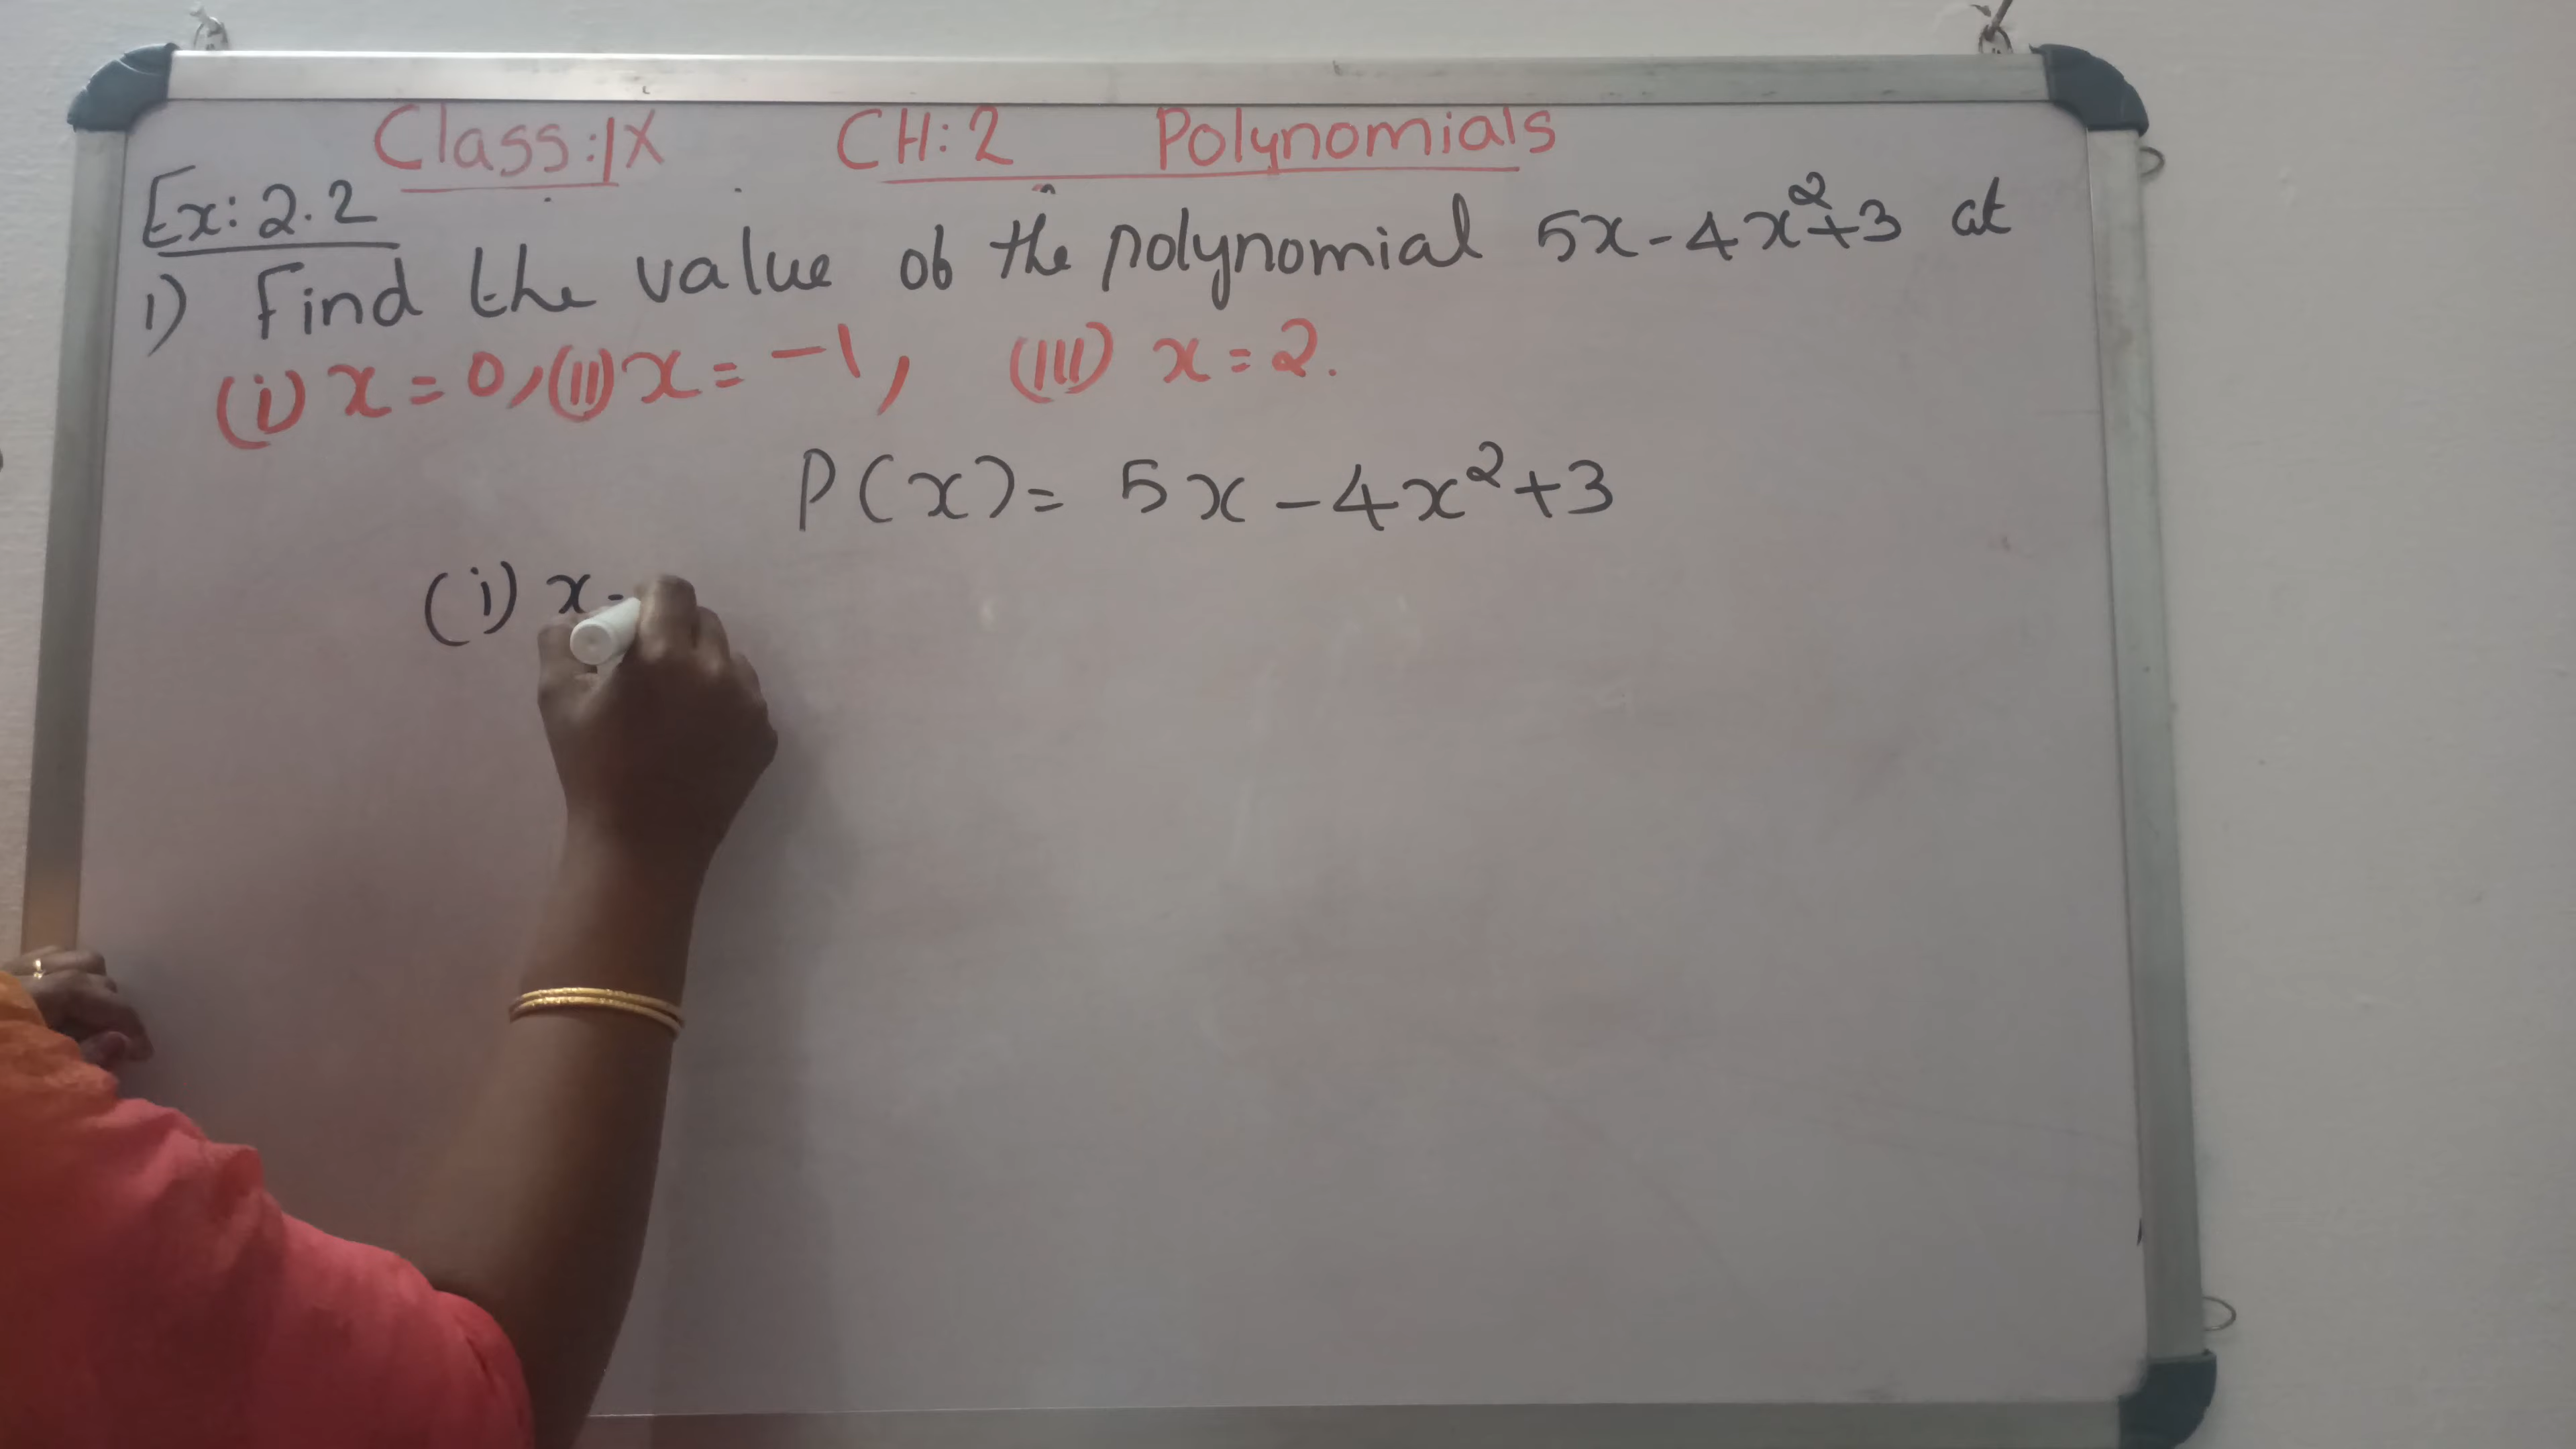 Class:IX CH:2 Polynomials
Ex: 2.2
1) Find the value of the polynomial 5x-4x²+3 at
(i) x=0, (II) x=-1, (III) x=2.
P(x)= 5x-4x²+3
(i) x